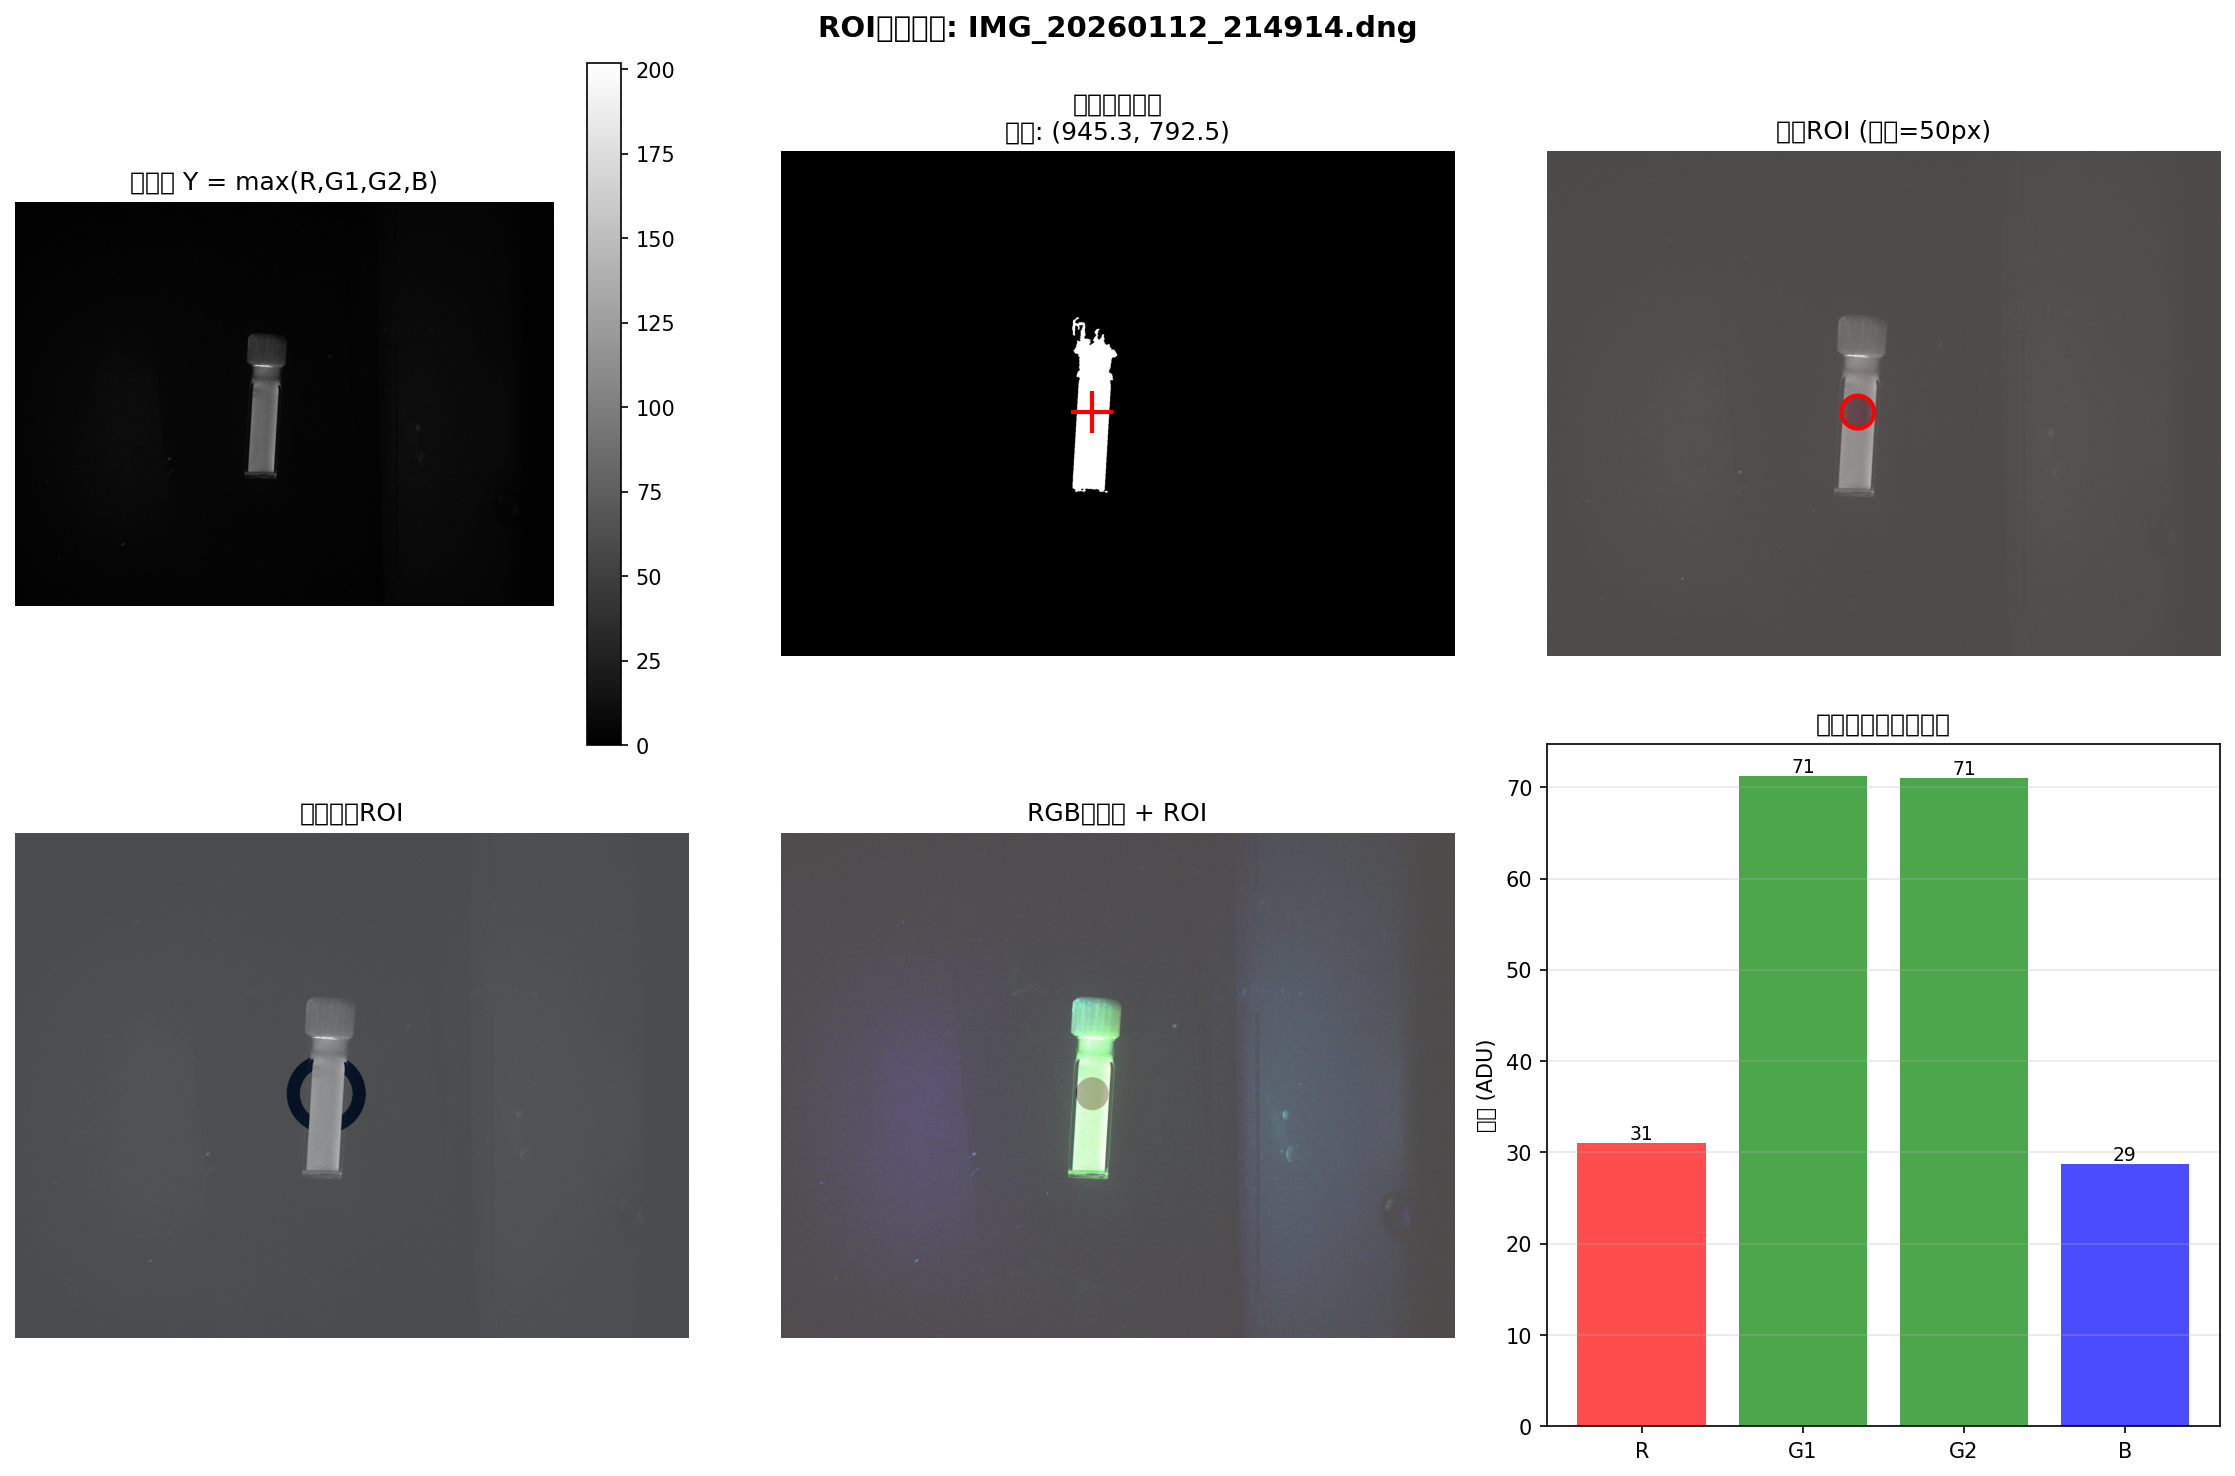 ROI: IMG_20260112_214914.dng
Y = max(R,G1,G2,B)
200
175
150
125
100
75
50
25
0
: (945.3, 792.5)
ROI (=50px)
ROI
RGB + ROI
(ADU)
70
60
50
40
30
20
10
0
31
71
71
29
R
G1
G2
B